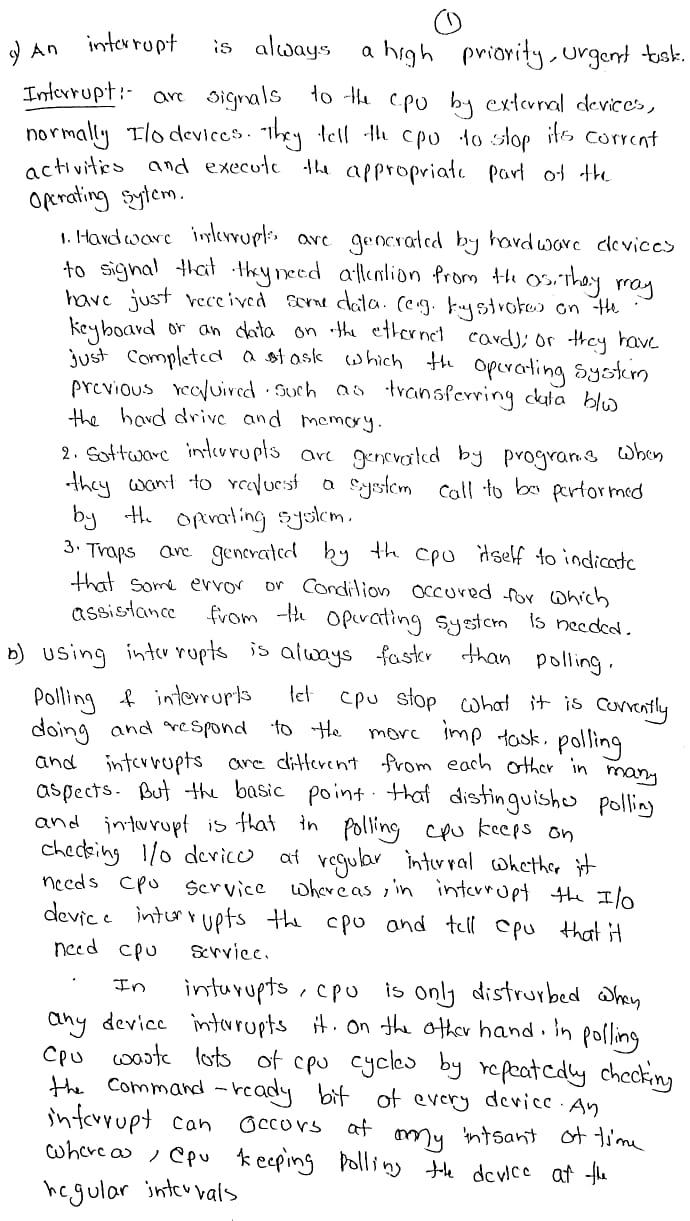 ①
a) An interrupt is always a high priority, urgent task.
Interrupt:- are signals to the cpu by external devices,
normally I/o devices. They tell the cpu to stop its current
activities and execute the appropriate part of the
operating sytem.
1. Hardware interrupts are generated by hardware devices
to signal that they need attention from the os. They may
have just received some data. (e.g. kystrokes on the
keyboard or an data on the ethernet card); or they have
just completed a stask which the operating system
previous required. such as transferring data b/w
the hard drive and memory.
2. Software interrupts are generated by programs when
they want to request a system call to be performed
by the operating system.
3. Traps are generated by the cpu itself to indicate
that some error or condition occured for which
assistance from the operating system is needed.
b) using interrupts is always faster than polling.
Polling & interrupts let cpu stop what it is currently
doing and respond to the more imp task. polling
and interrupts are different from each other in many
aspects. But the basic point. that distinguishes polling
and interrupt is that in polling cpu keeps on
checking I/o device at regular interval whether it
needs cpu service whereas, in interrupt the I/o
device interrupts the cpu and tell cpu that it
need cpu service.
In interupts, cpu is only distrurbed when
any device interupts it. on the other hand. in polling
cpu waste lots of cpu cycles by repeatedly checking
the command-ready bit of every device. An
interrupt can occurs at any intsant of time
whereas, cpu keeping polling the device at the
regular intervals